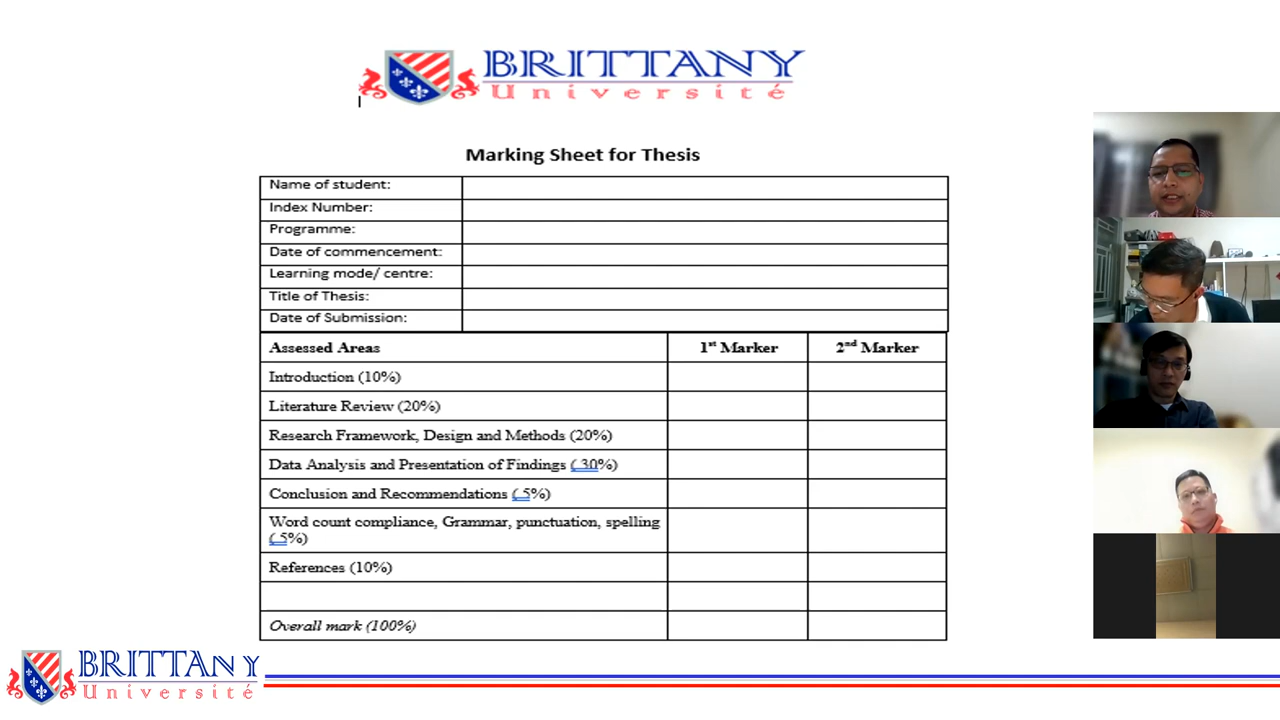 BRITTANY
Université
Marking Sheet for Thesis
Name of student:
Index Number:
Programme:
Date of commencement:
Learning mode/ centre:
Title of Thesis:
Date of Submission:
Assessed Areas 1st Marker 2nd Marker
Introduction (10%)
Literature Review (20%)
Research Framework, Design and Methods (20%)
Data Analysis and Presentation of Findings ( 30%)
Conclusion and Recommendations ( 5%)
Word count compliance, Grammar, punctuation, spelling
( 5%)
References (10%)
Overall mark (100%)
BRITTANY
Université